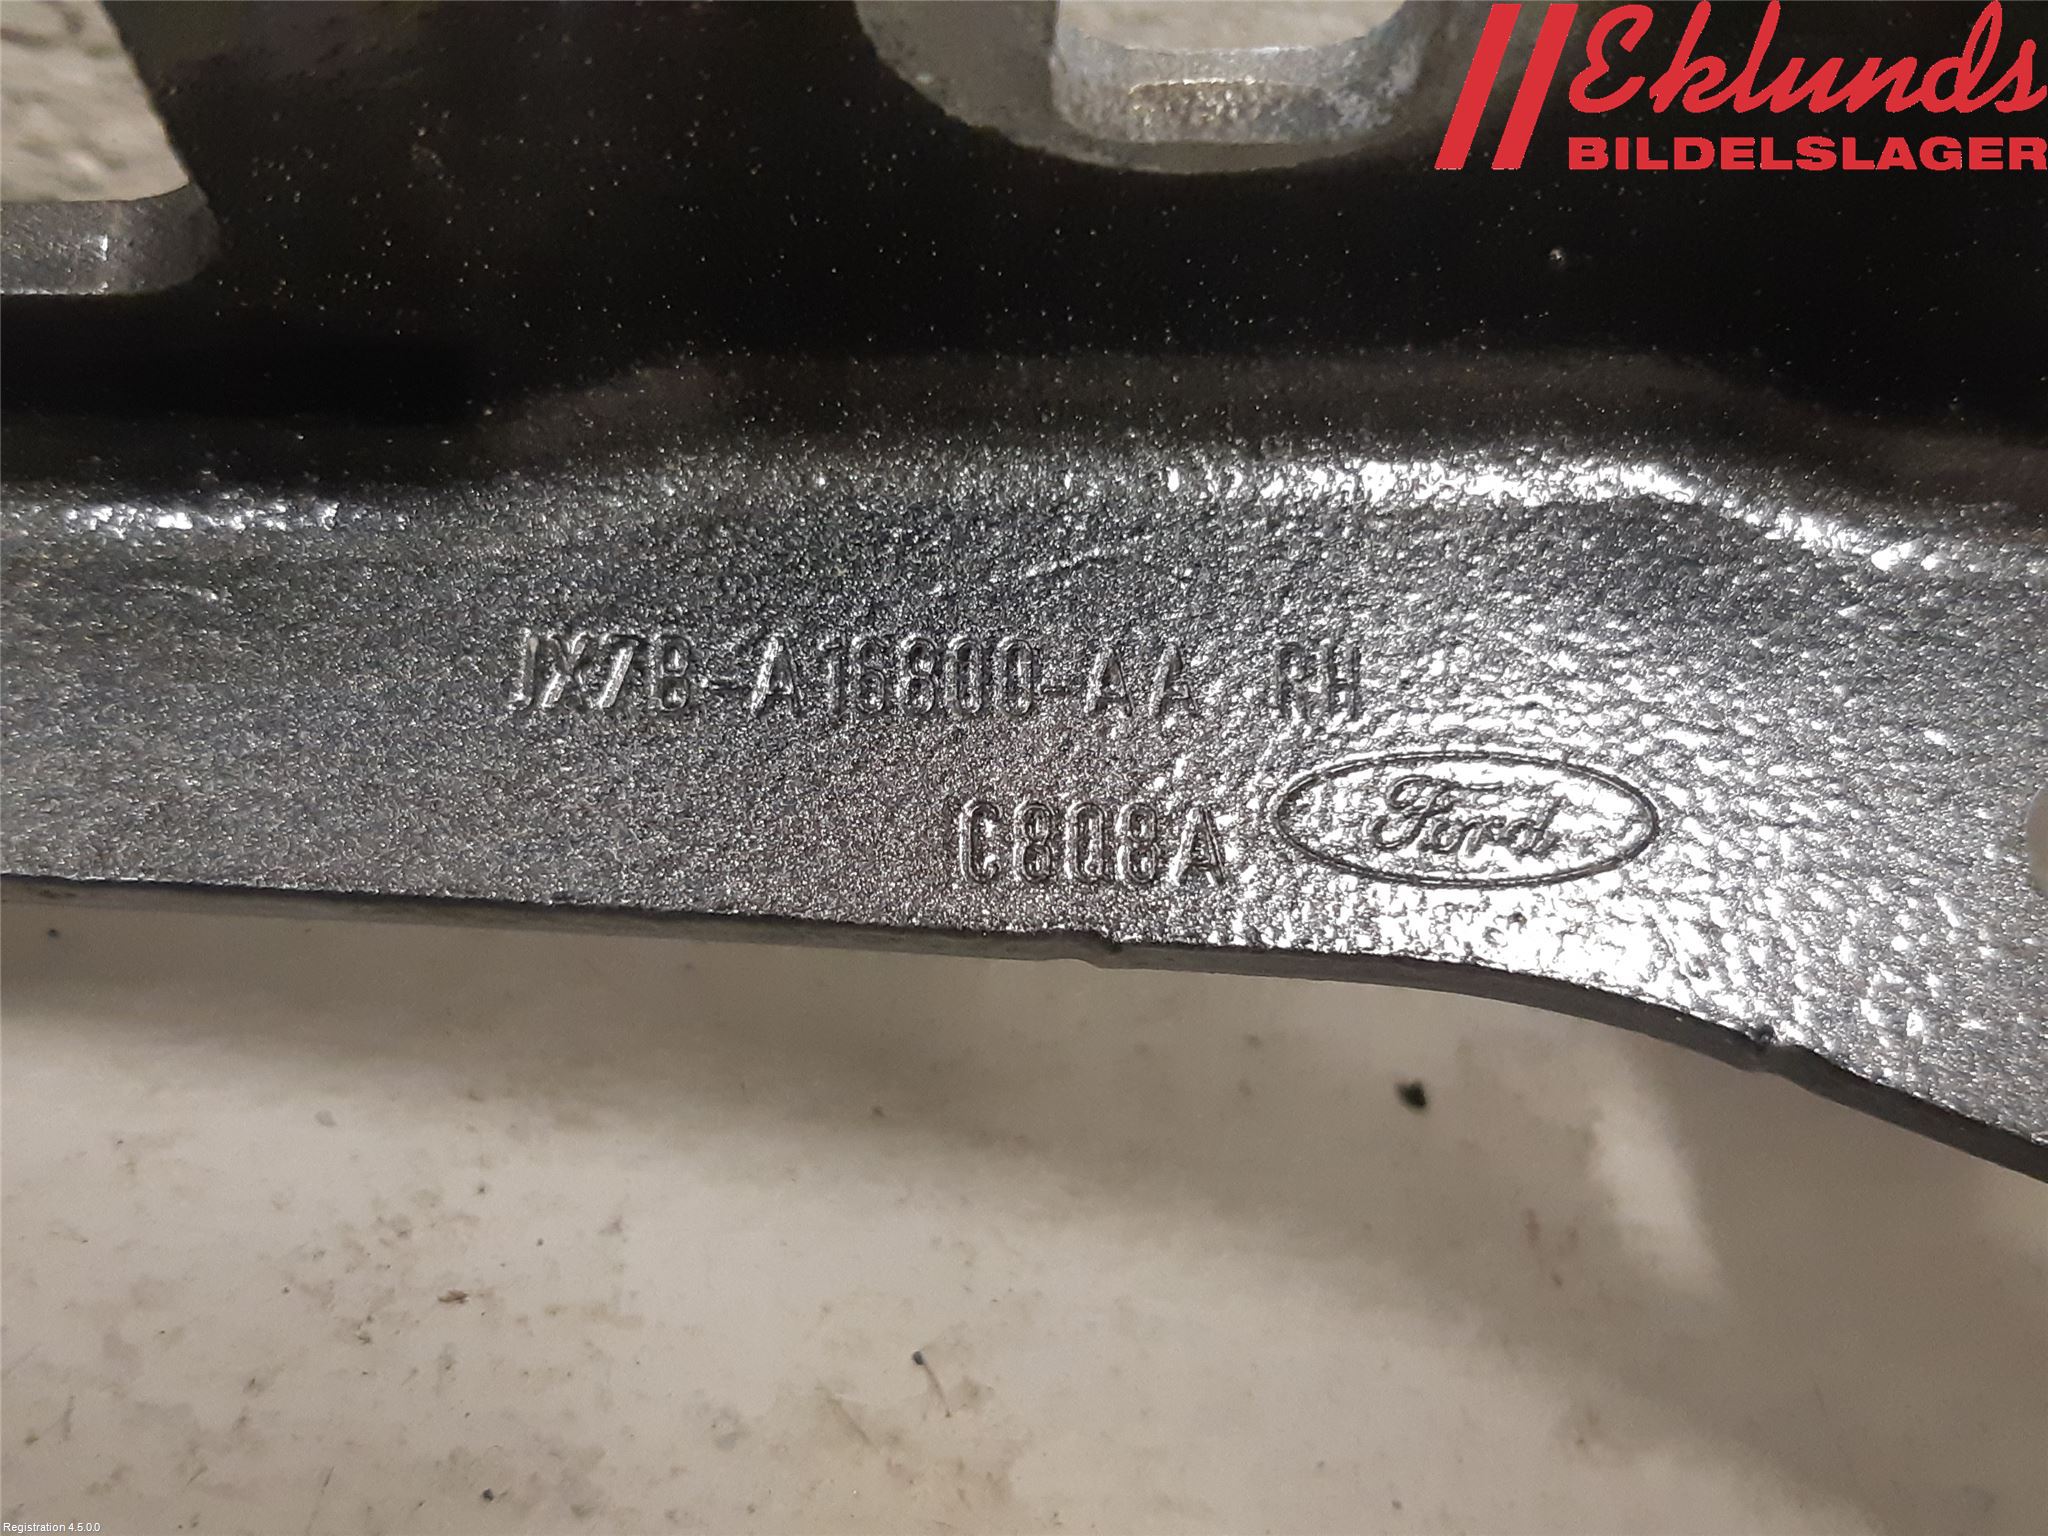 Eklunds
BILDELSLAGER
JX7B-A16800-AA RH
C808A Ford
Registration 4.5.0.0